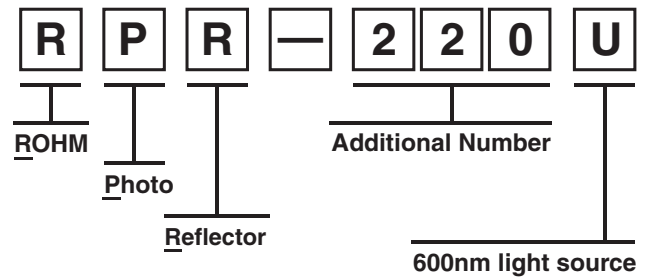 R P R — 2 2 0 U
ROHM
Additional Number
Photo
Reflector
600nm light source